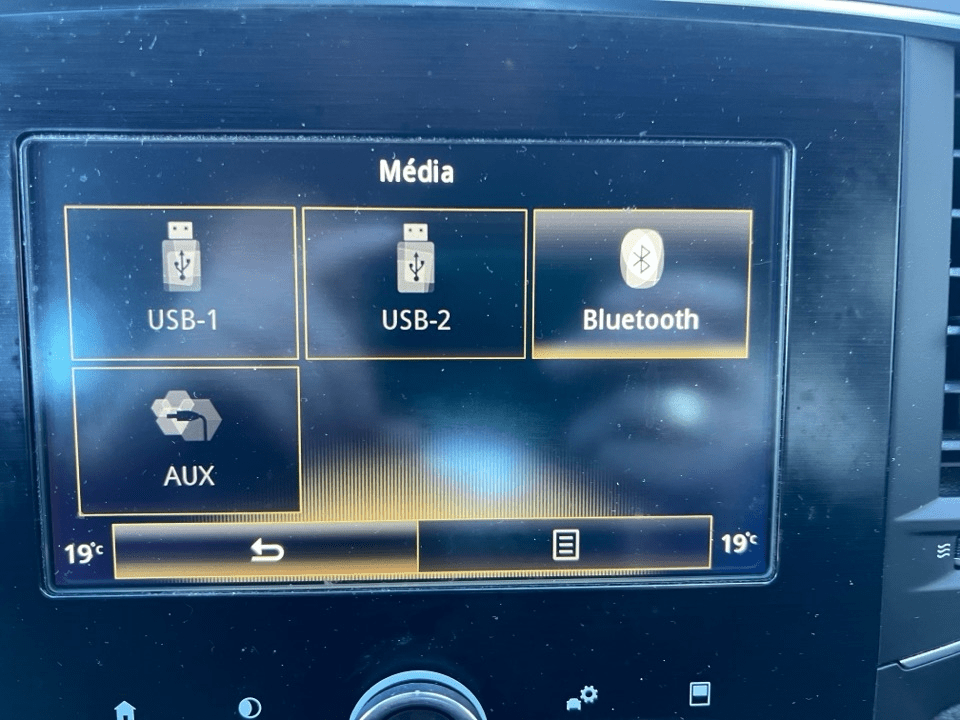 Média
USB-1
USB-2
Bluetooth
AUX
19°C
19°C